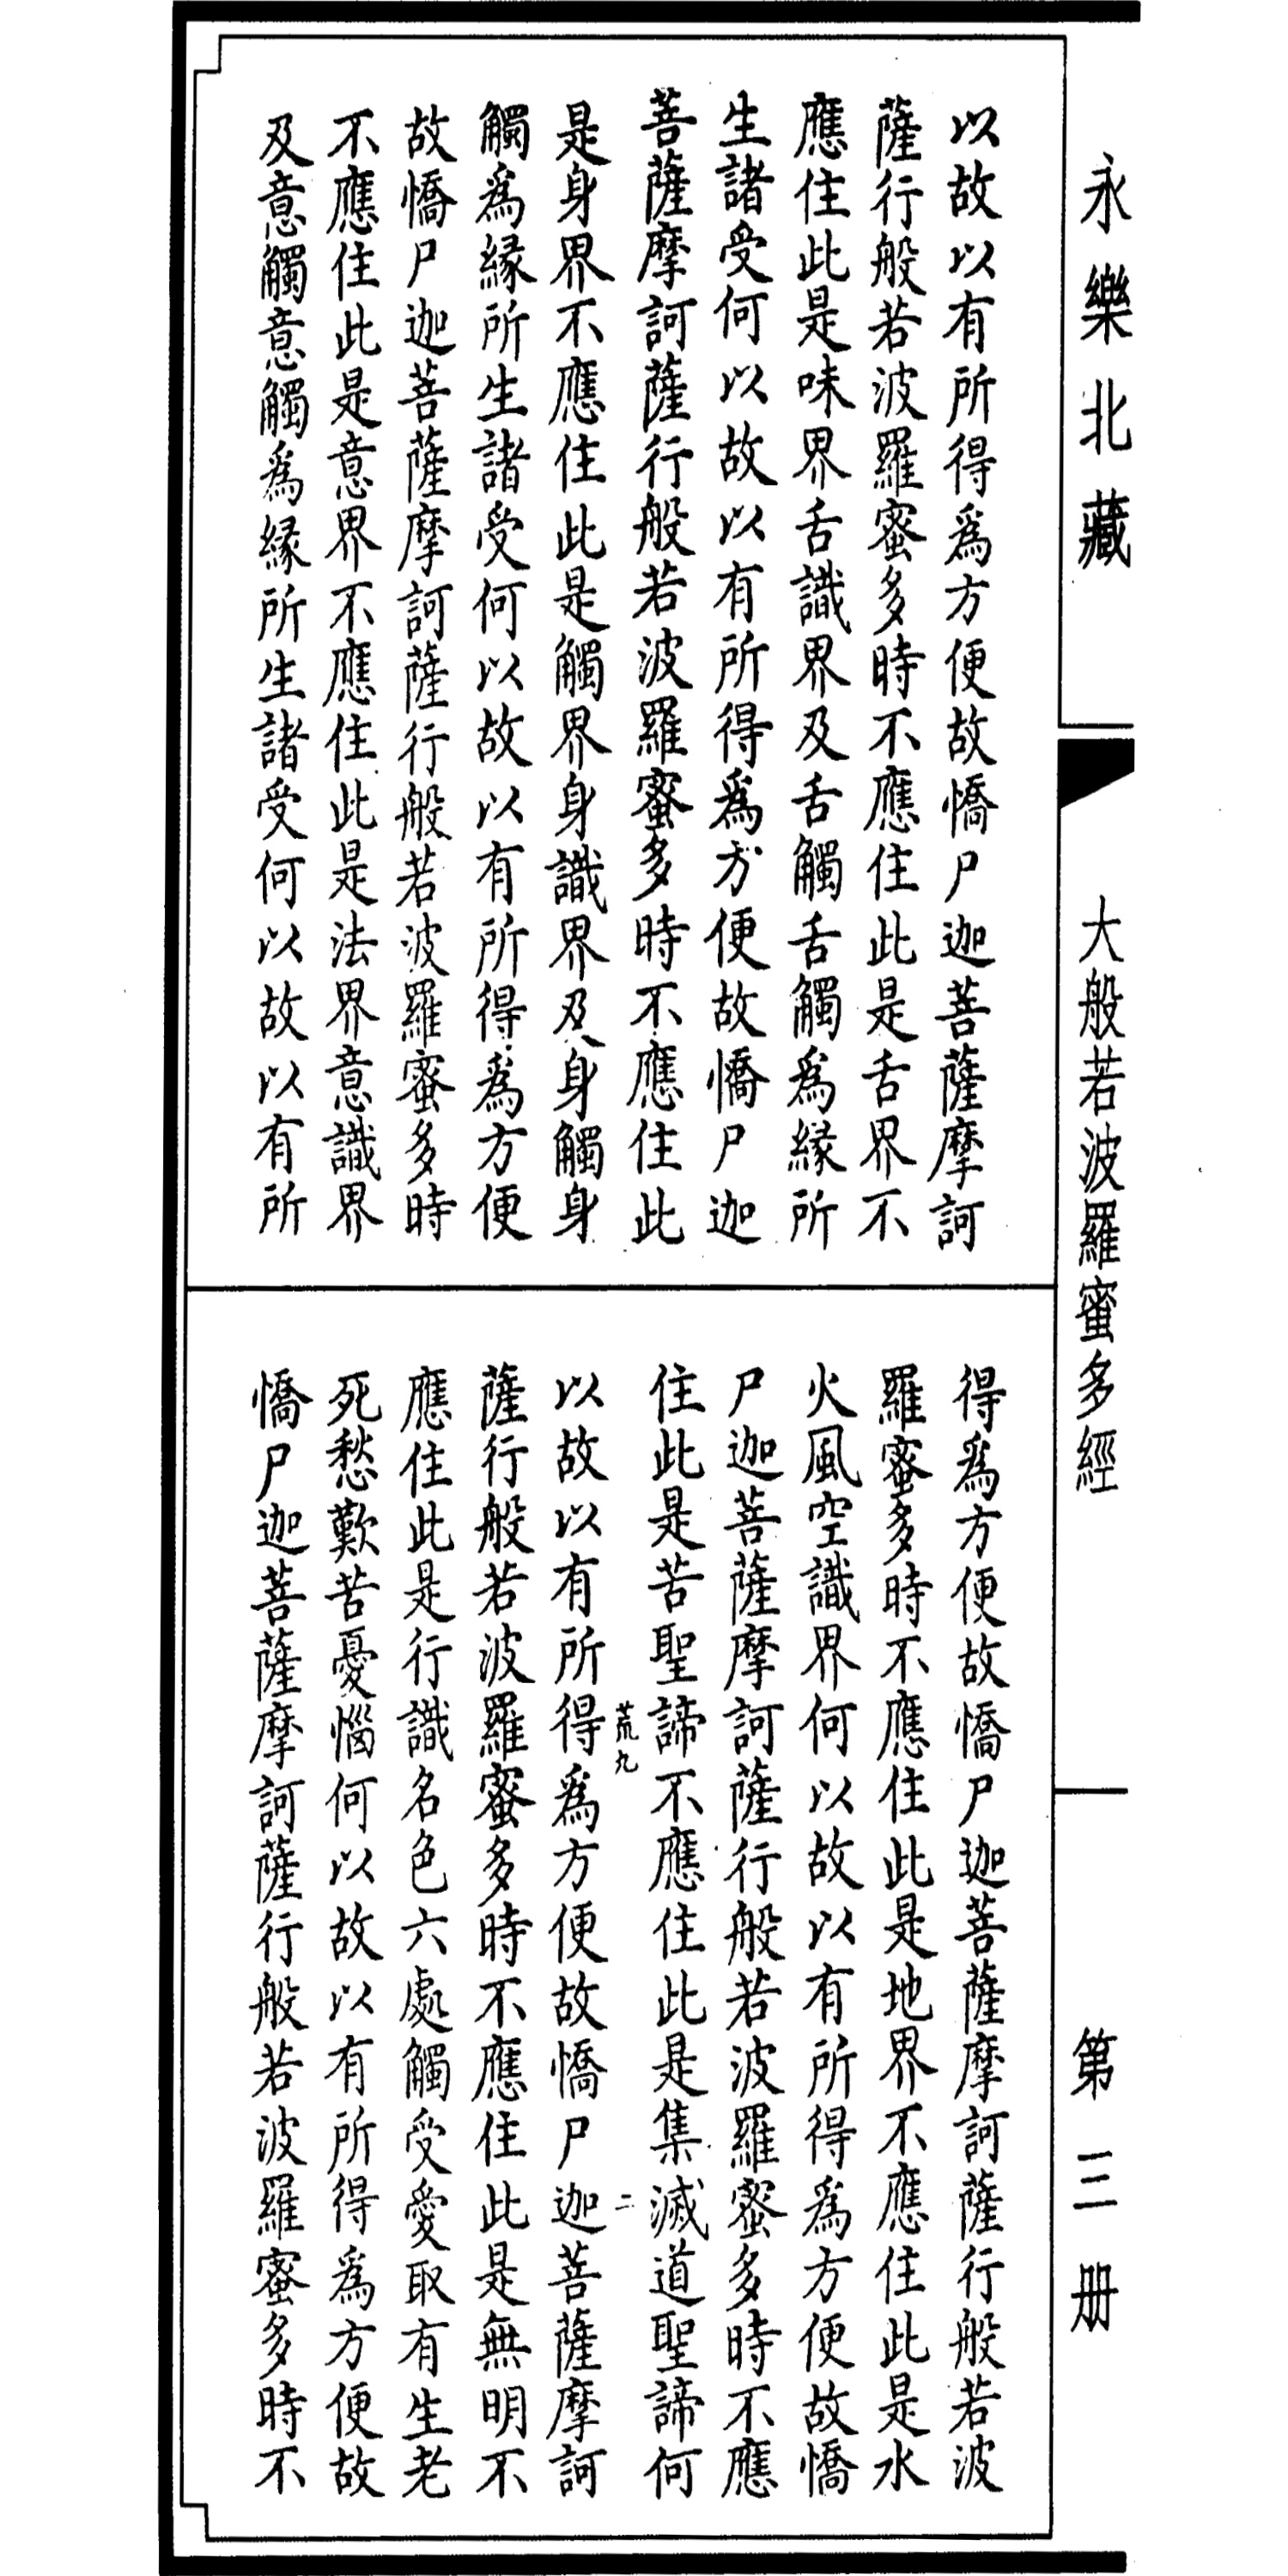 永樂北藏
大般若波羅蜜多經
第三册
以故以有所得爲方便故憍尸迦菩薩摩訶
薩行般若波羅蜜多時不應住此是舌界不
應住此是味界舌識界及舌觸舌觸爲緣所
生諸受何以故以有所得爲方便故憍尸迦
菩薩摩訶薩行般若波羅蜜多時不應住此
是身界不應住此是觸界身識界及身觸身
觸爲緣所生諸受何以故以有所得爲方便
故憍尸迦菩薩摩訶薩行般若波羅蜜多時
不應住此是意界不應住此是法界意識界
及意觸意觸爲緣所生諸受何以故以有所
得爲方便故憍尸迦菩薩摩訶薩行般若波
羅蜜多時不應住此是地界不應住此是水
火風空識界何以故以有所得爲方便故憍
尸迦菩薩摩訶薩行般若波羅蜜多時不應
住此是苦聖諦不應住此是集滅道聖諦何
荒九 二
以故以有所得爲方便故憍尸迦菩薩摩訶
薩行般若波羅蜜多時不應住此是無明不
應住此是行識名色六處觸受愛取有生老
死愁歎苦憂惱何以故以有所得爲方便故
憍尸迦菩薩摩訶薩行般若波羅蜜多時不